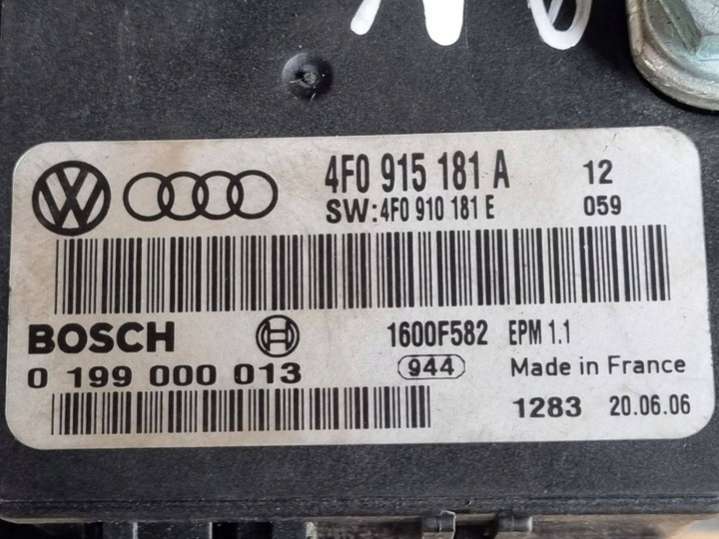 4F0 915 181 A 12
SW:4F0 910 181 E 059
BOSCH 1600F582 EPM 1.1
0 199 000 013 944 Made in France
1283 20.06.06